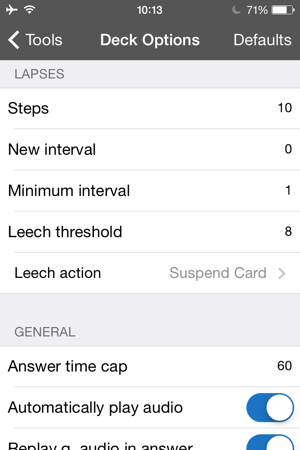 10:13
71%
Tools
Deck Options
Defaults
LAPSES
Steps 10
New interval 0
Minimum interval 1
Leech threshold 8
Leech action Suspend Card
GENERAL
Answer time cap 60
Automatically play audio
Replay q. audio in answer